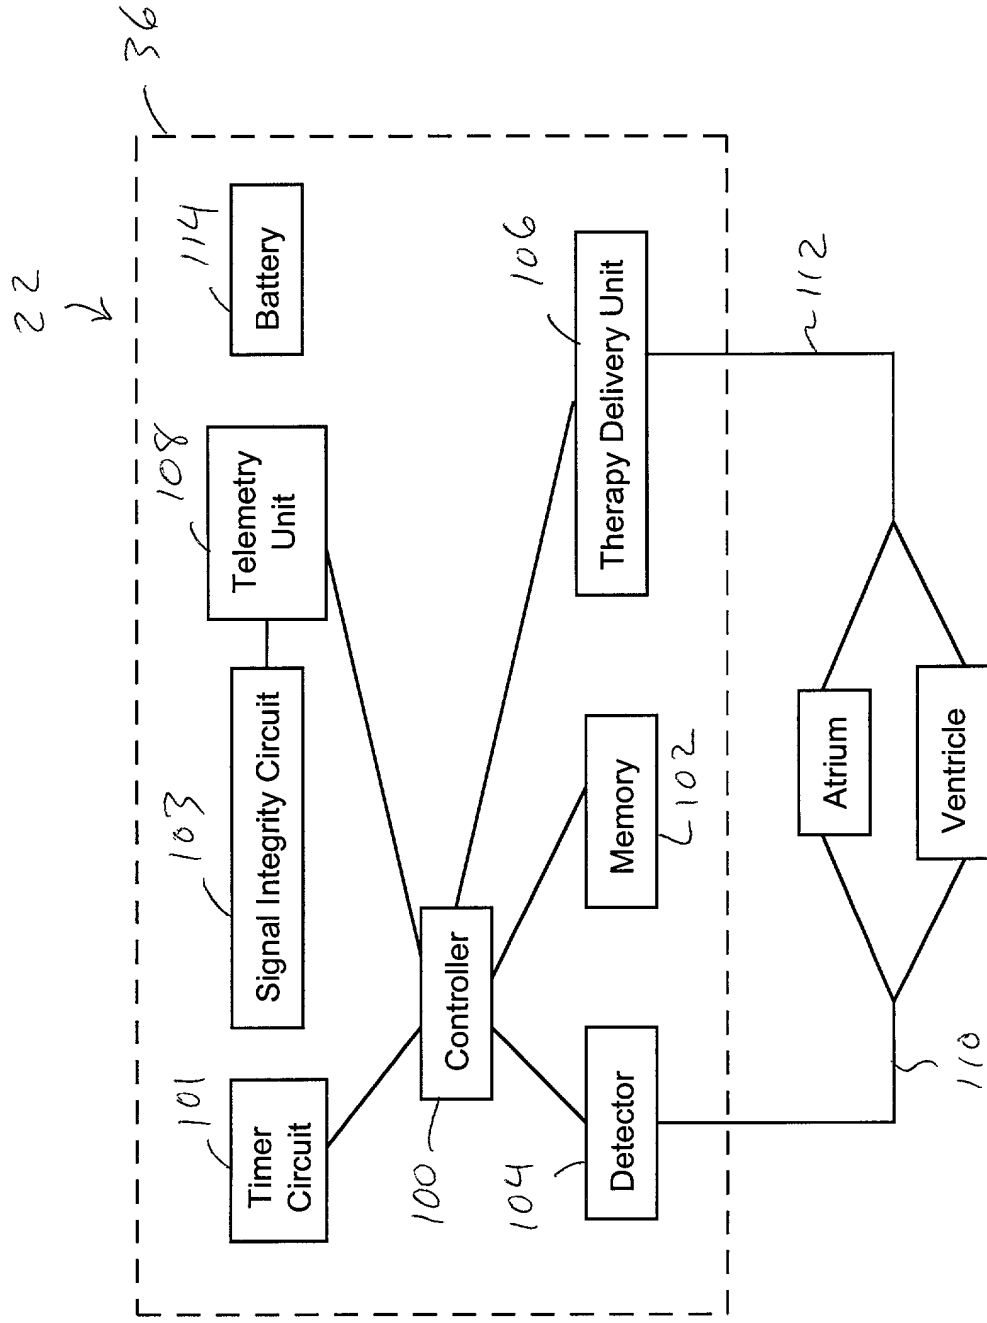 22
36
101
Timer
Circuit
103
Signal Integrity Circuit
108
Telemetry
Unit
114
Battery
100
Controller
104
Detector
Memory
102
106
Therapy Delivery Unit
110
Atrium
Ventricle
112